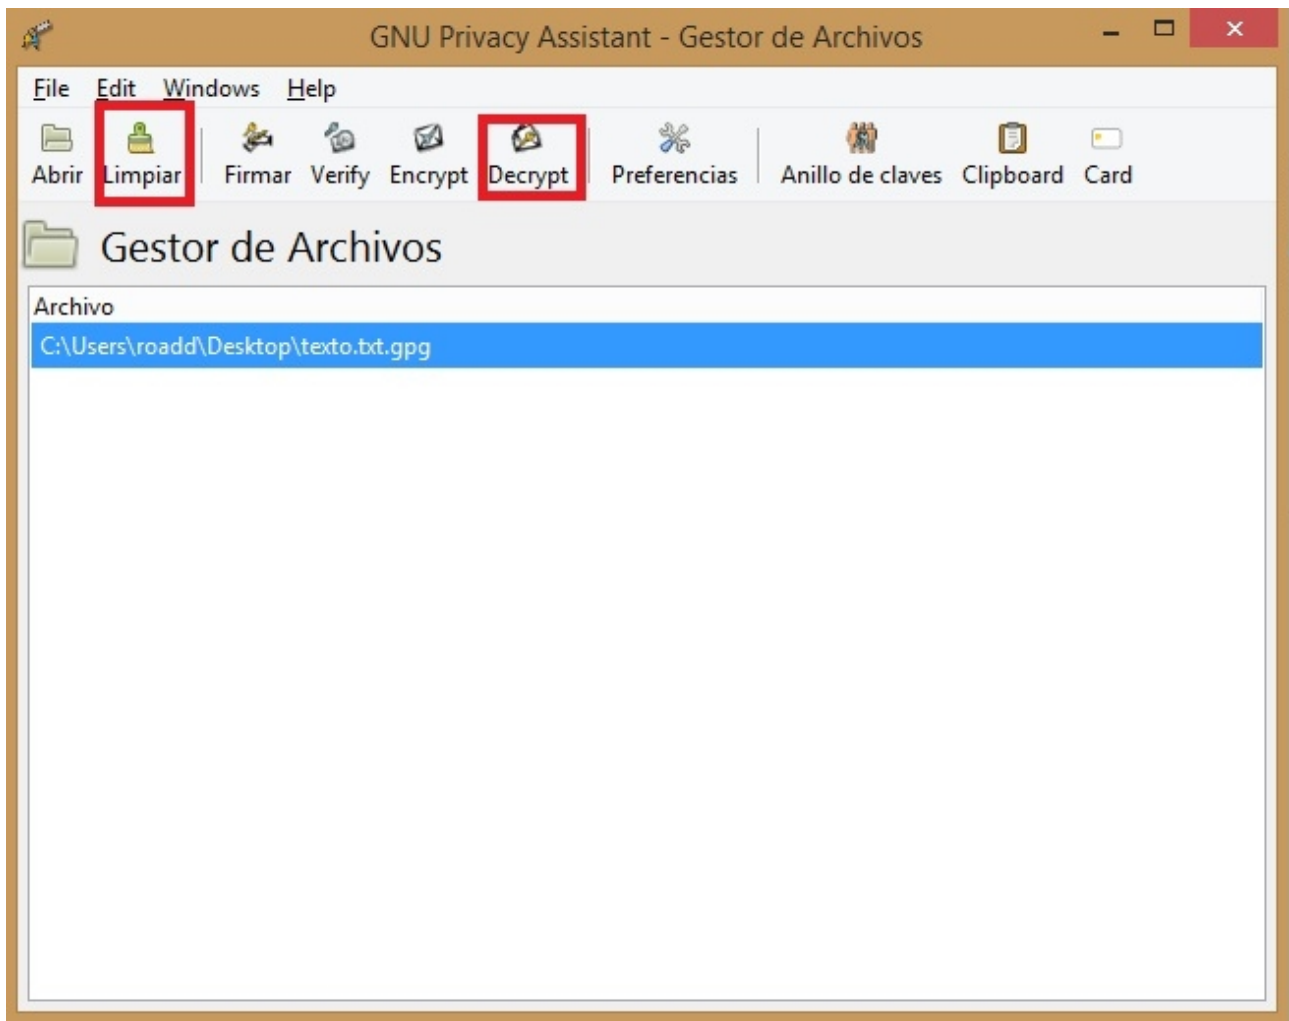 GNU Privacy Assistant - Gestor de Archivos
File Edit Windows Help
Abrir Limpiar Firmar Verify Encrypt Decrypt Preferencias Anillo de claves Clipboard Card
Gestor de Archivos
Archivo
C:\Users\roadd\Desktop\texto.txt.gpg